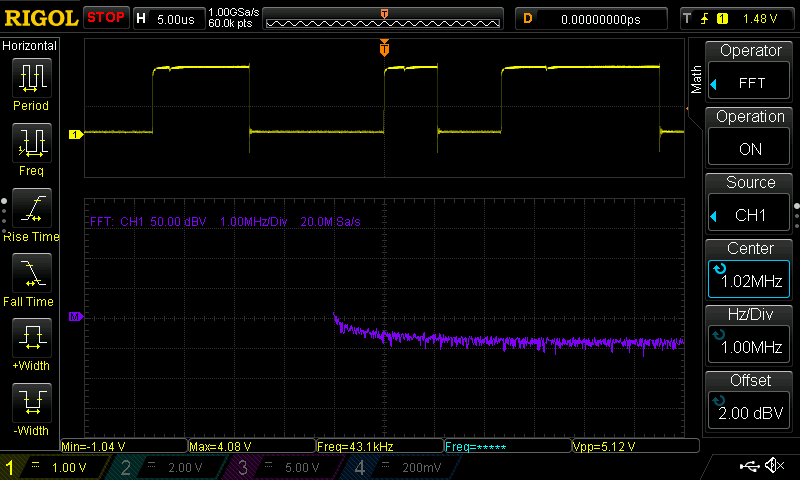 RIGOL STOP H 5.00us 1.00GSa/s 60.0k pts T D 0.00000000ps T 1 1.48 V
Horizontal
Period
Freq
Rise Time
Fall Time
+Width
-Width
T
1
FFT: CH1 50.00 dBV 1.00MHz/Div 20.0M Sa/s
M
Math
Operator
FFT
Operation
ON
Source
CH1
Center
1.02MHz
Hz/Div
1.00MHz
Offset
2.00 dBV
Min=-1.04 V Max=4.08 V Freq=43.1kHz Freq=***** Vpp=5.12 V
1 = 1.00 V 2 = 2.00 V 3 = 5.00 V 4 = 200mV